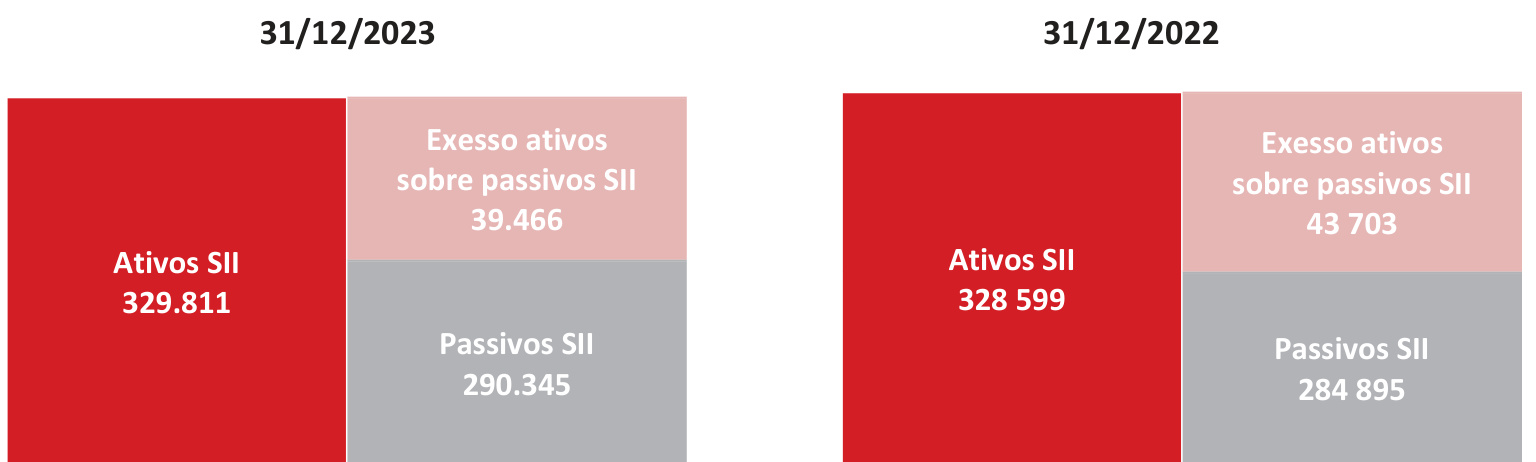 31/12/2023
Ativos SII
329.811
Exesso ativos
sobre passivos SII
39.466
Passivos SII
290.345
31/12/2022
Ativos SII
328 599
Exesso ativos
sobre passivos SII
43 703
Passivos SII
284 895